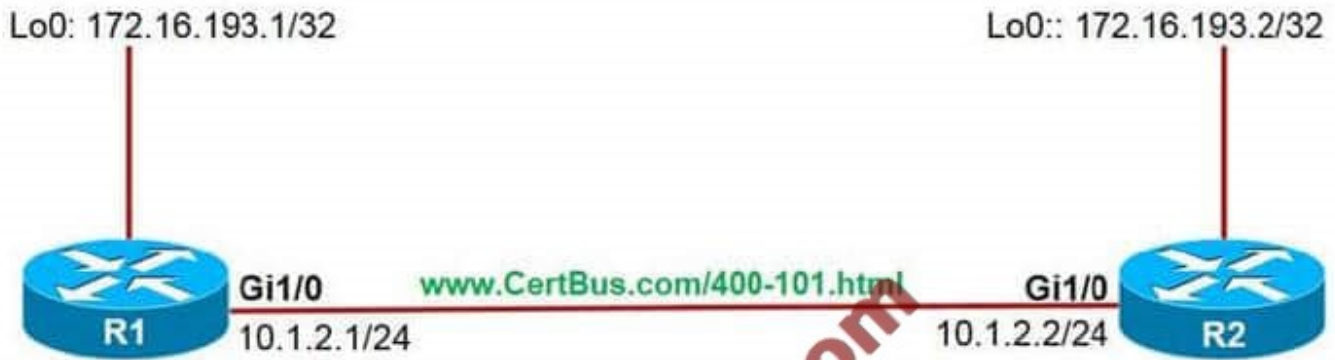 Lo0: 172.16.193.1/32
Lo0:: 172.16.193.2/32
Gi1/0
www.CertBus.com/400-101.html
Gi1/0
R1
10.1.2.1/24
10.1.2.2/24
R2
om